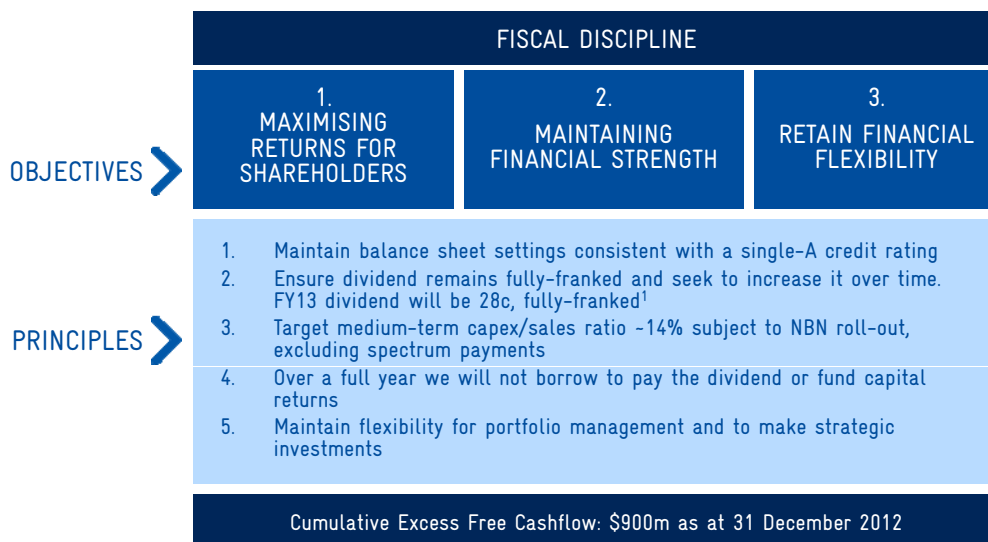 FISCAL DISCIPLINE
OBJECTIVES
1.
MAXIMISING
RETURNS FOR
SHAREHOLDERS
2.
MAINTAINING
FINANCIAL STRENGTH
3.
RETAIN FINANCIAL
FLEXIBILITY
PRINCIPLES
1. Maintain balance sheet settings consistent with a single-A credit rating
2. Ensure dividend remains fully-franked and seek to increase it over time.
FY13 dividend will be 28c, fully-franked¹
3. Target medium-term capex/sales ratio ~14% subject to NBN roll-out,
excluding spectrum payments
4. Over a full year we will not borrow to pay the dividend or fund capital
returns
5. Maintain flexibility for portfolio management and to make strategic
investments
Cumulative Excess Free Cashflow: $900m as at 31 December 2012